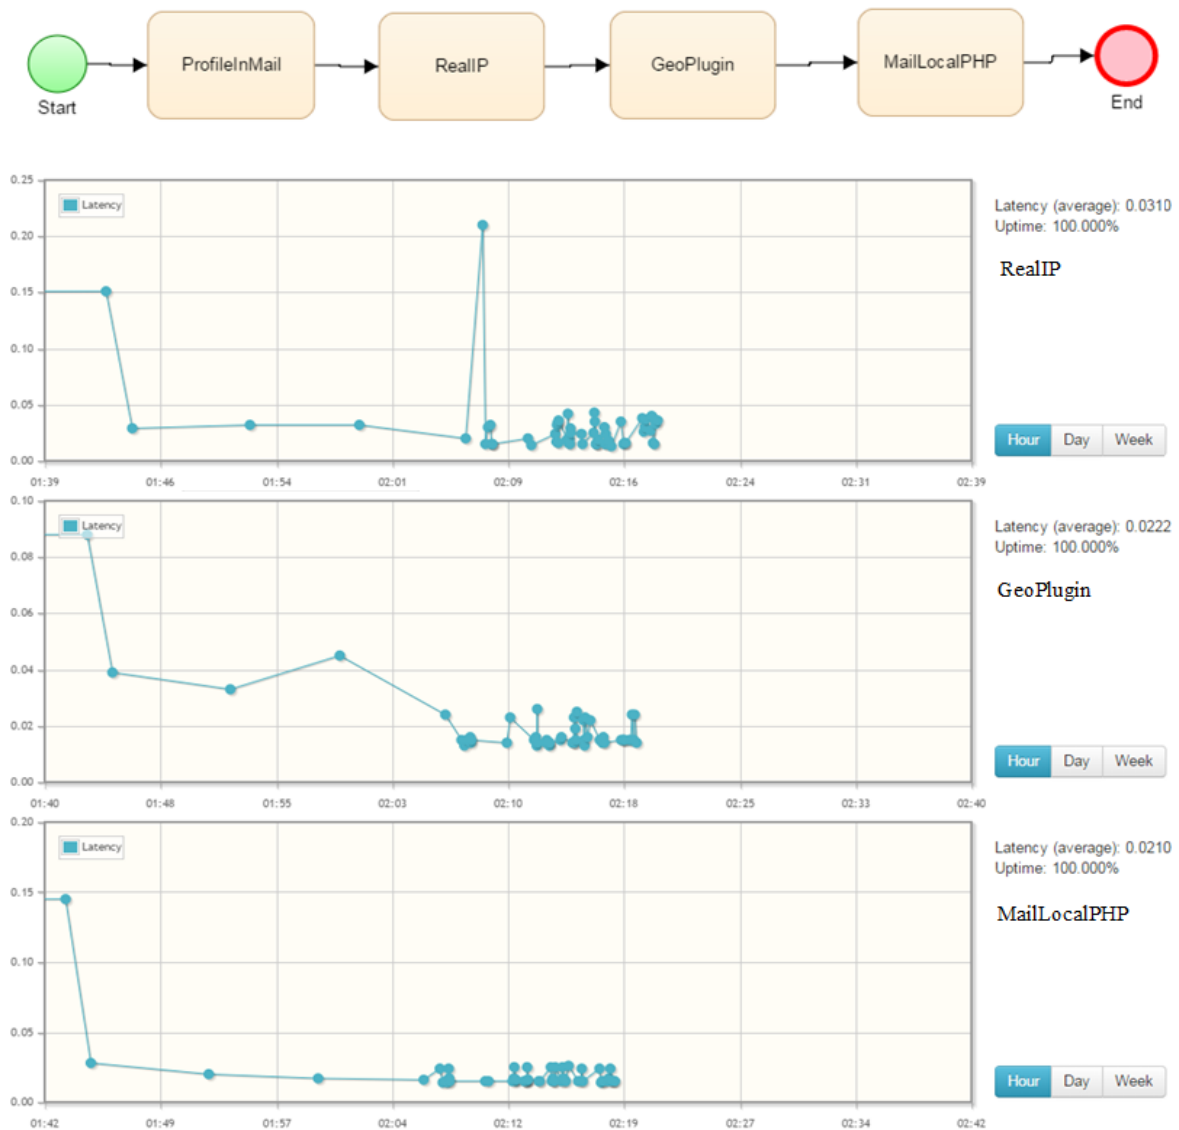 ProfileInMail
RealIP
GeoPlugin
MailLocalPHP
Start
End
0.25
Latency
0.20
0.15
0.10
0.05
0.00
01:39 01:46 01:54 02:01 02:09 02:16 02:24 02:31 02:39
Latency (average): 0.0310
Uptime: 100.000%
RealIP
Hour Day Week
0.10
Latency
0.08
0.06
0.04
0.02
0.00
01:40 01:48 01:55 02:03 02:10 02:18 02:25 02:33 02:40
Latency (average): 0.0222
Uptime: 100.000%
GeoPlugin
Hour Day Week
0.20
Latency
0.15
0.10
0.05
0.00
01:42 01:49 01:57 02:04 02:12 02:19 02:27 02:34 02:42
Latency (average): 0.0210
Uptime: 100.000%
MailLocalPHP
Hour Day Week